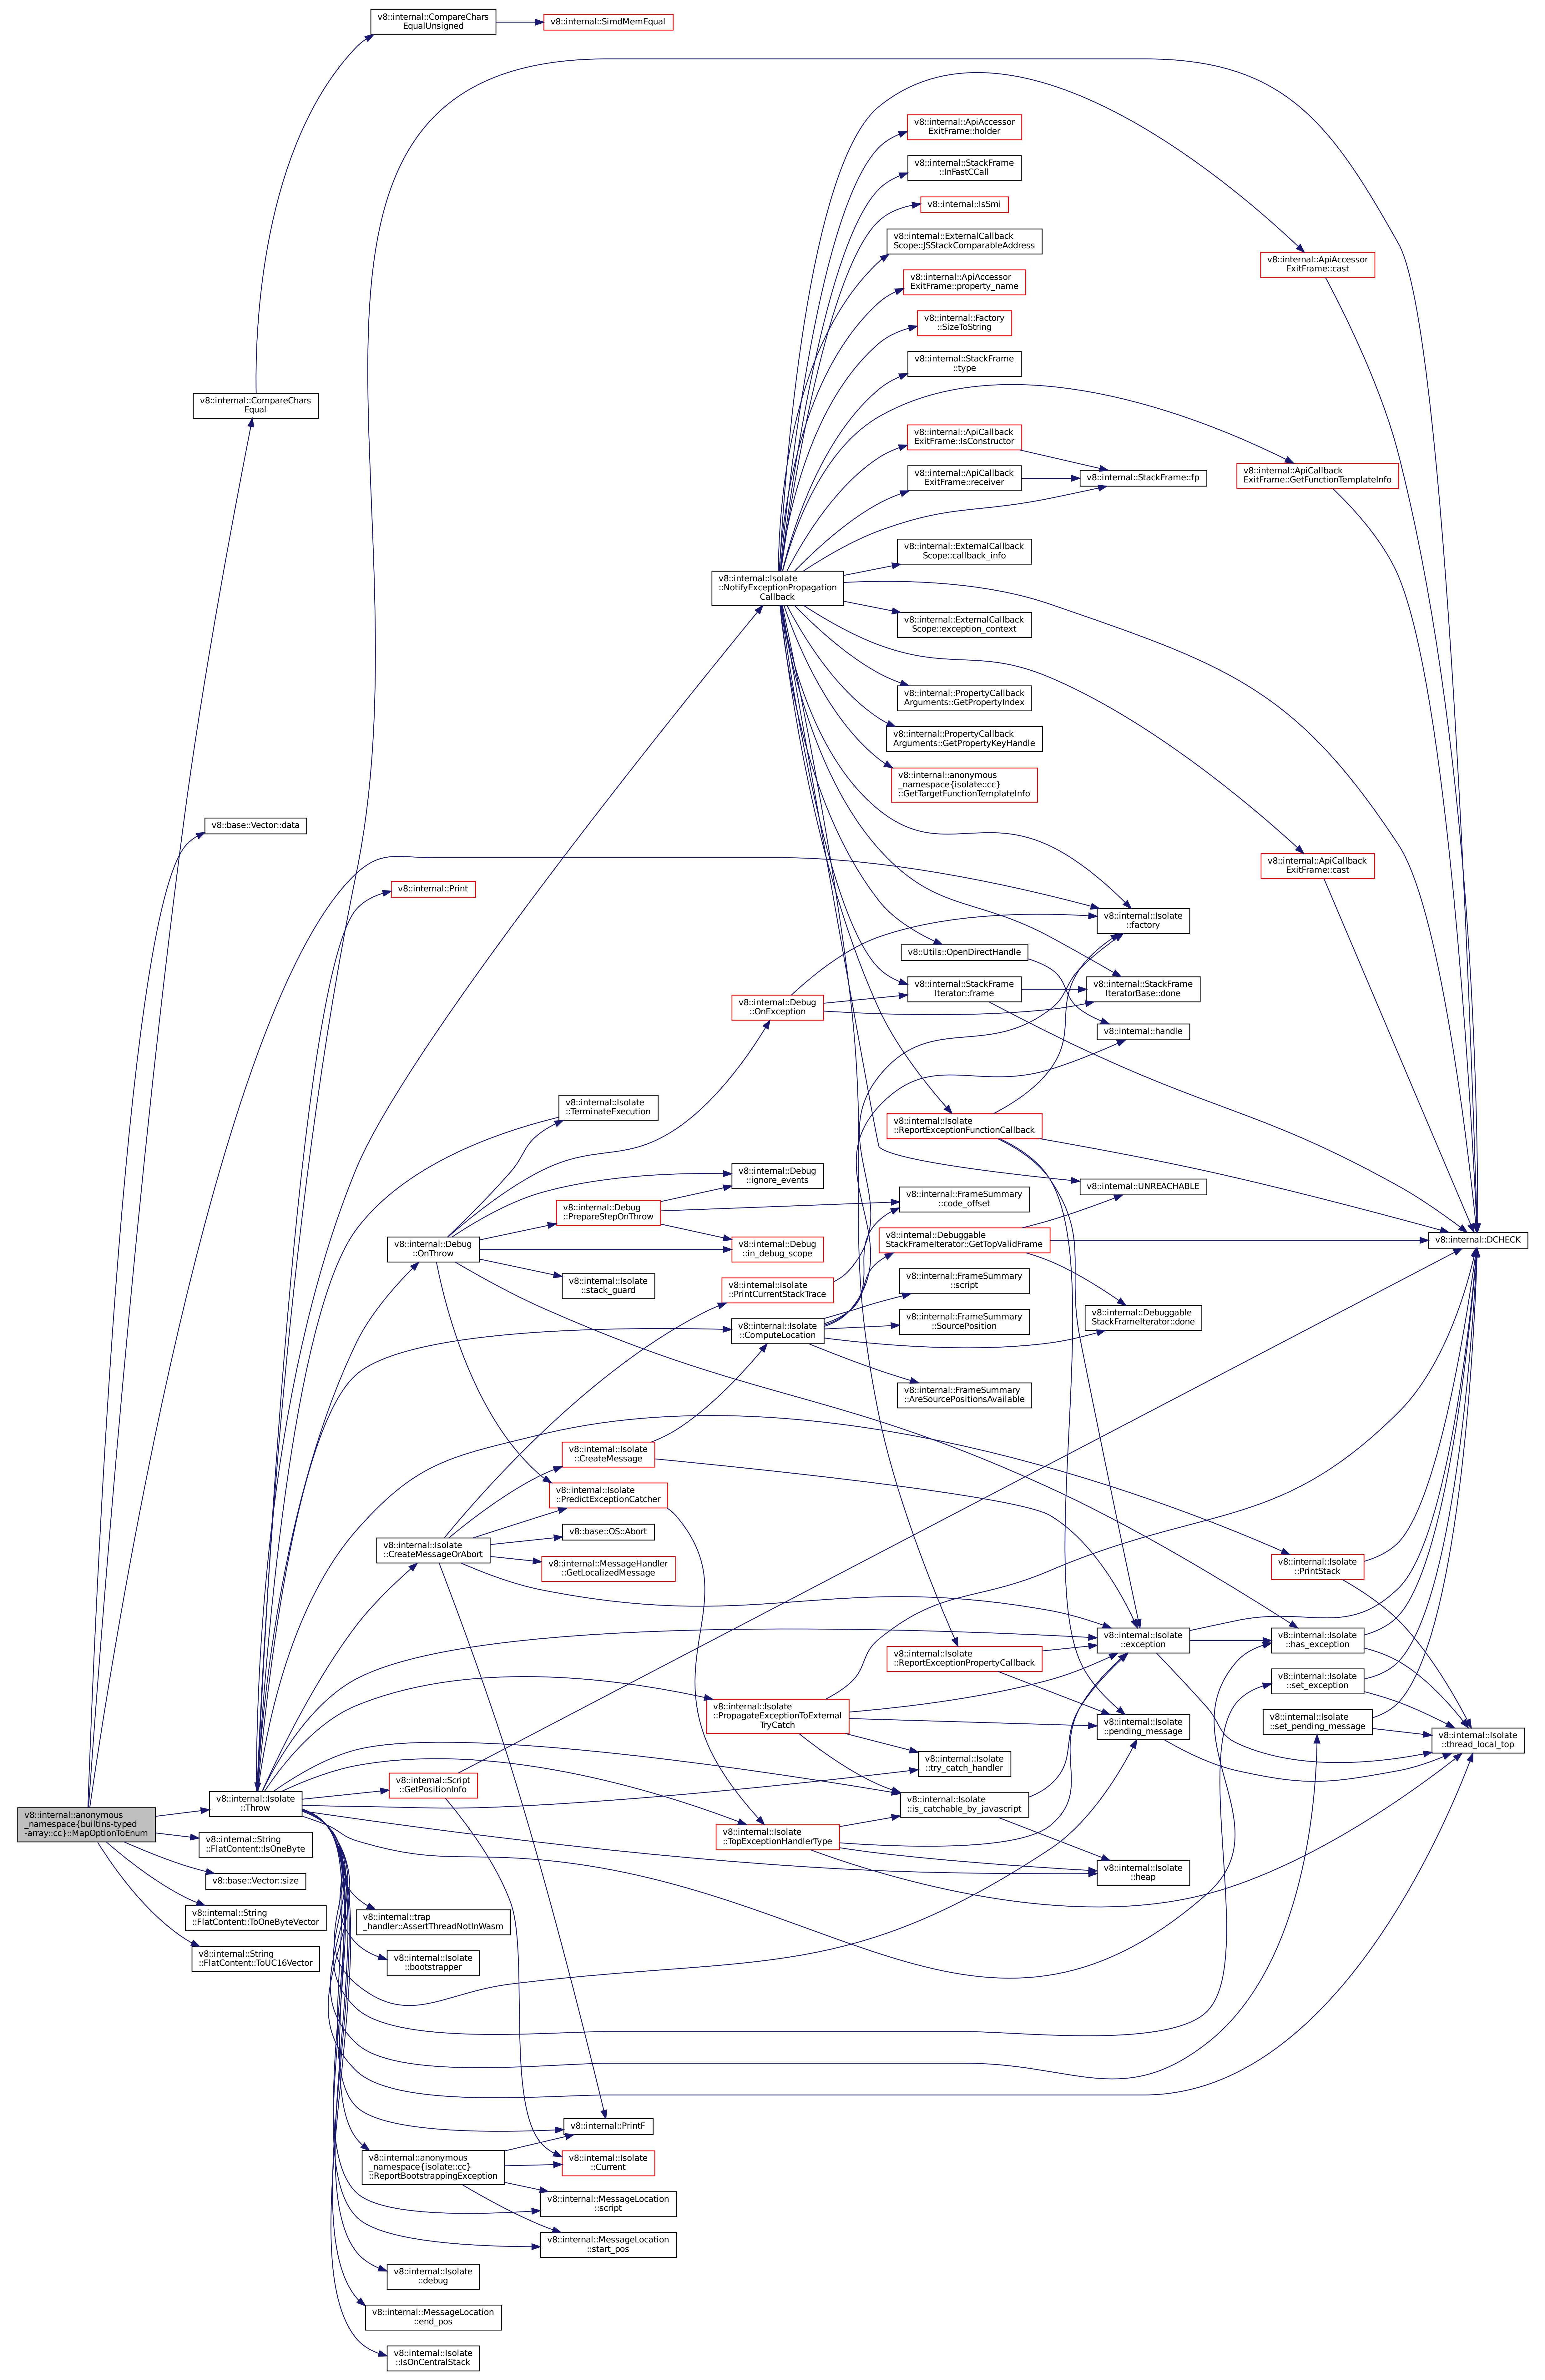 v8::internal::CompareChars
EqualUnsigned
v8::internal::SimdMemEqual
v8::internal::ApiAccessor
ExitFrame::holder
v8::internal::StackFrame
::InFastCCall
v8::internal::IsSmi
v8::internal::ExternalCallback
Scope::JSStackComparableAddress
v8::internal::ApiAccessor
ExitFrame::cast
v8::internal::ApiAccessor
ExitFrame::property_name
v8::internal::Factory
::SizeToString
v8::internal::StackFrame
::type
v8::internal::CompareChars
Equal
v8::internal::ApiCallback
ExitFrame::IsConstructor
v8::internal::ApiCallback
ExitFrame::receiver
v8::internal::StackFrame::fp
v8::internal::ApiCallback
ExitFrame::GetFunctionTemplateInfo
v8::internal::ExternalCallback
Scope::callback_info
v8::internal::Isolate
::NotifyExceptionPropagation
Callback
v8::internal::ExternalCallback
Scope::exception_context
v8::internal::PropertyCallback
Arguments::GetPropertyIndex
v8::internal::PropertyCallback
Arguments::GetPropertyKeyHandle
v8::internal::anonymous
_namespace{isolate::cc}
::GetTargetFunctionTemplateInfo
v8::base::Vector::data
v8::internal::ApiCallback
ExitFrame::cast
v8::internal::Print
v8::internal::Isolate
::factory
v8::Utils::OpenDirectHandle
v8::internal::StackFrame
Iterator::frame
v8::internal::StackFrame
IteratorBase::done
v8::internal::Debug
::OnException
v8::internal::handle
v8::internal::Isolate
::TerminateExecution
v8::internal::Isolate
::ReportExceptionFunctionCallback
v8::internal::Debug
::ignore_events
v8::internal::UNREACHABLE
v8::internal::Debug
::PrepareStepOnThrow
v8::internal::FrameSummary
::code_offset
v8::internal::Debug
::OnThrow
v8::internal::Debug
::in_debug_scope
v8::internal::Debuggable
StackFrameIterator::GetTopValidFrame
v8::internal::DCHECK
v8::internal::Isolate
::stack_guard
v8::internal::Isolate
::PrintCurrentStackTrace
v8::internal::FrameSummary
::script
v8::internal::Isolate
::ComputeLocation
v8::internal::FrameSummary
::SourcePosition
v8::internal::Debuggable
StackFrameIterator::done
v8::internal::FrameSummary
::AreSourcePositionsAvailable
v8::internal::Isolate
::CreateMessage
v8::internal::Isolate
::PredictExceptionCatcher
v8::base::OS::Abort
v8::internal::Isolate
::CreateMessageOrAbort
v8::internal::MessageHandler
::GetLocalizedMessage
v8::internal::Isolate
::PrintStack
v8::internal::Isolate
::exception
v8::internal::Isolate
::has_exception
v8::internal::Isolate
::ReportExceptionPropertyCallback
v8::internal::Isolate
::set_exception
v8::internal::Isolate
::PropagateExceptionToExternal
TryCatch
v8::internal::Isolate
::pending_message
v8::internal::Isolate
::set_pending_message
v8::internal::Isolate
::thread_local_top
v8::internal::Isolate
::try_catch_handler
v8::internal::Script
::GetPositionInfo
v8::internal::Isolate
::Throw
v8::internal::Isolate
::is_catchable_by_javascript
v8::internal::anonymous
_namespace{builtins-typed
-array::cc}::MapOptionToEnum
v8::internal::Isolate
::TopExceptionHandlerType
v8::internal::String
::FlatContent::IsOneByte
v8::internal::Isolate
::heap
v8::base::Vector::size
v8::internal::String
::FlatContent::ToOneByteVector
v8::internal::trap
_handler::AssertThreadNotInWasm
v8::internal::String
::FlatContent::ToUC16Vector
v8::internal::Isolate
::bootstrapper
v8::internal::PrintF
v8::internal::anonymous
_namespace{isolate::cc}
::ReportBootstrappingException
v8::internal::Isolate
::Current
v8::internal::MessageLocation
::script
v8::internal::MessageLocation
::start_pos
v8::internal::Isolate
::debug
v8::internal::MessageLocation
::end_pos
v8::internal::Isolate
::IsOnCentralStack